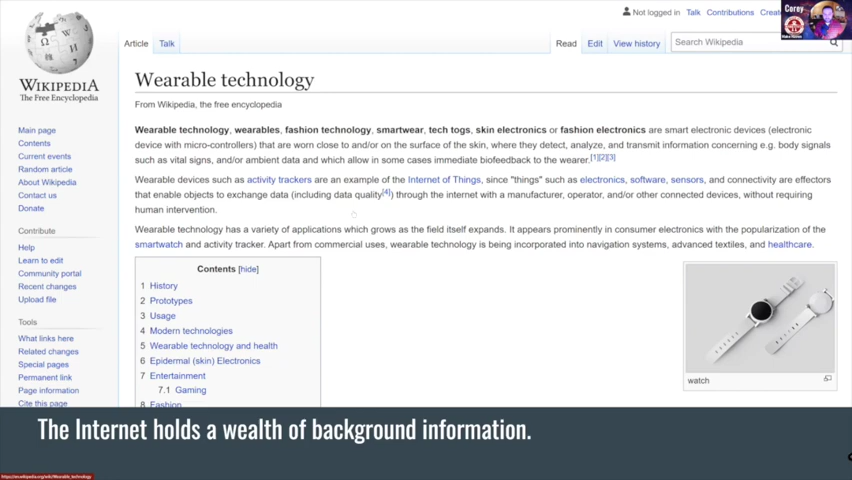 Not logged in Talk Contributions
Corey
WIKIPEDIA
The Free Encyclopedia
Article Talk
Read Edit View history Search Wikipedia
Wearable technology
From Wikipedia, the free encyclopedia
Wearable technology, wearables, fashion technology, smartwear, tech togs, skin electronics or fashion electronics are smart electronic devices (electronic
device with micro-controllers) that are worn close to and/or on the surface of the skin, where they detect, analyze, and transmit information concerning e.g. body signals
such as vital signs, and/or ambient data and which allow in some cases immediate biofeedback to the wearer.[1][2][3]
Wearable devices such as activity trackers are an example of the Internet of Things, since "things" such as electronics, software, sensors, and connectivity are effectors
that enable objects to exchange data (including data quality[4]) through the internet with a manufacturer, operator, and/or other connected devices, without requiring
human intervention.
Wearable technology has a variety of applications which grows as the field itself expands. It appears prominently in consumer electronics with the popularization of the
smartwatch and activity tracker. Apart from commercial uses, wearable technology is being incorporated into navigation systems, advanced textiles, and healthcare.
Main page
Contents
Current events
Random article
About Wikipedia
Contact us
Donate
Contribute
Help
Learn to edit
Community portal
Recent changes
Upload file
Tools
What links here
Related changes
Special pages
Permanent link
Page information
Cite this page
Contents [hide]
1 History
2 Prototypes
3 Usage
4 Modern technologies
5 Wearable technology and health
6 Epidermal (skin) Electronics
7 Entertainment
7.1 Gaming
8 Fashion
watch
The Internet holds a wealth of background information.
https://en.wikipedia.org/wiki/Wearable_technology